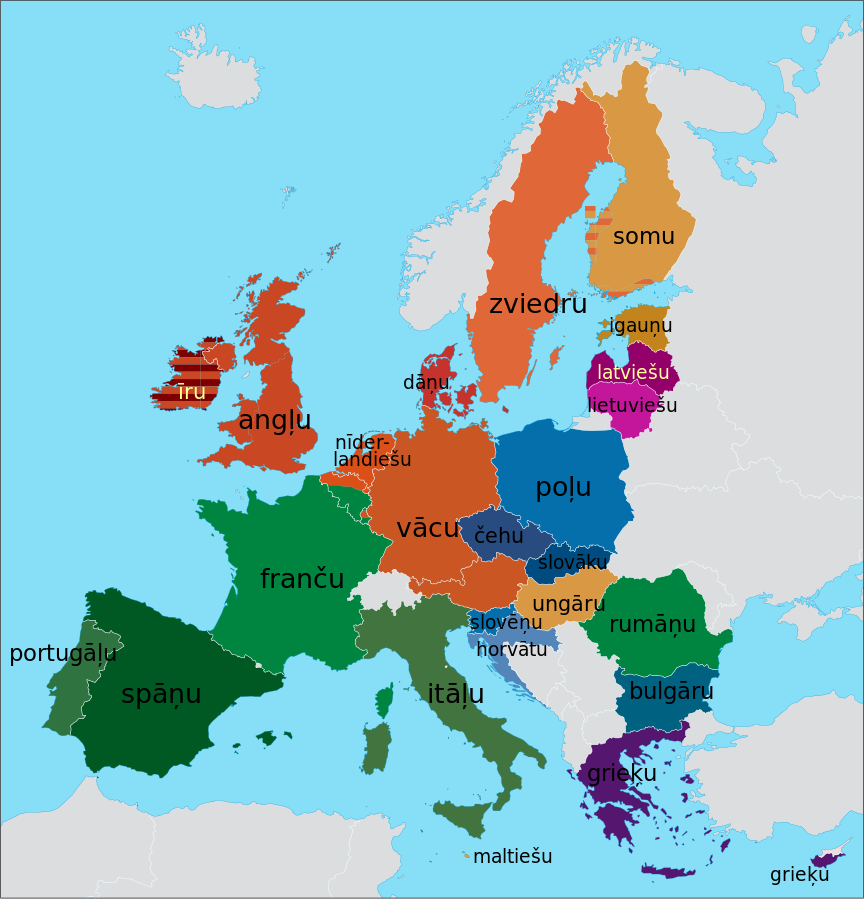 somu
zviedru
igauņu
latviešu
lietuviešu
dāņu
īru
angļu
nīder-
landiešu
poļu
vācu
čehu
slovāku
franču
ungāru
slovēņu
rumāņu
horvātu
portugāļu
spāņu
itāļu
bulgāru
grieķu
maltiešu
grieķu